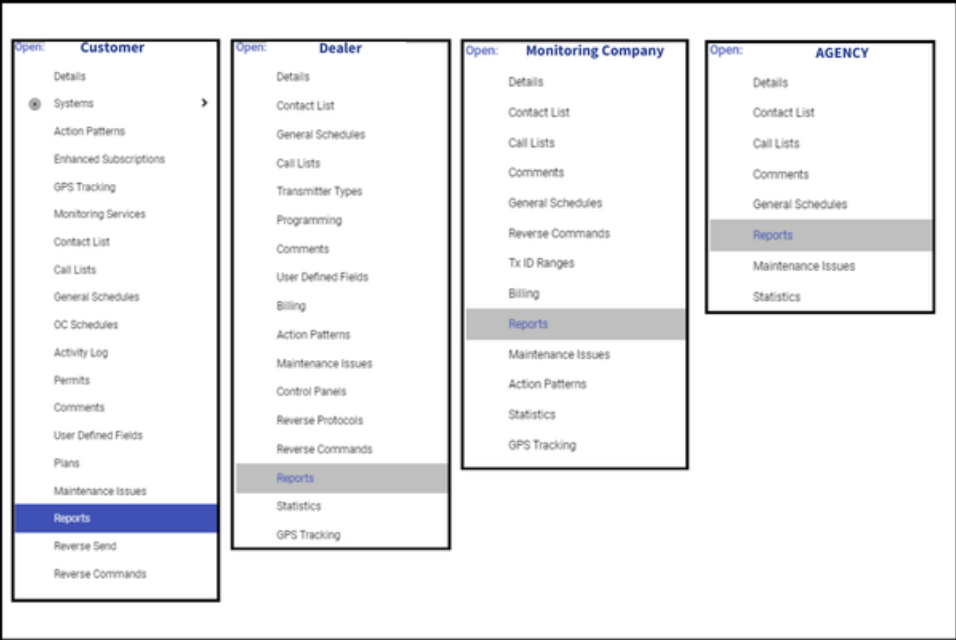 Open: Customer
Details
Systems
Action Patterns
Enhanced Subscriptions
GPS Tracking
Monitoring Services
Contact List
Call Lists
General Schedules
OC Schedules
Activity Log
Permits
Comments
User Defined Fields
Plans
Maintenance Issues
Reports
Reverse Send
Reverse Commands
Open: Dealer
Details
Contact List
General Schedules
Call Lists
Transmitter Types
Programming
Comments
User Defined Fields
Billing
Action Patterns
Maintenance Issues
Control Panels
Reverse Protocols
Reverse Commands
Reports
Statistics
GPS Tracking
Open: Monitoring Company
Details
Contact List
Call Lists
Comments
General Schedules
Reverse Commands
Tx ID Ranges
Billing
Reports
Maintenance Issues
Action Patterns
Statistics
GPS Tracking
Open: AGENCY
Details
Contact List
Call Lists
Comments
General Schedules
Reports
Maintenance Issues
Statistics